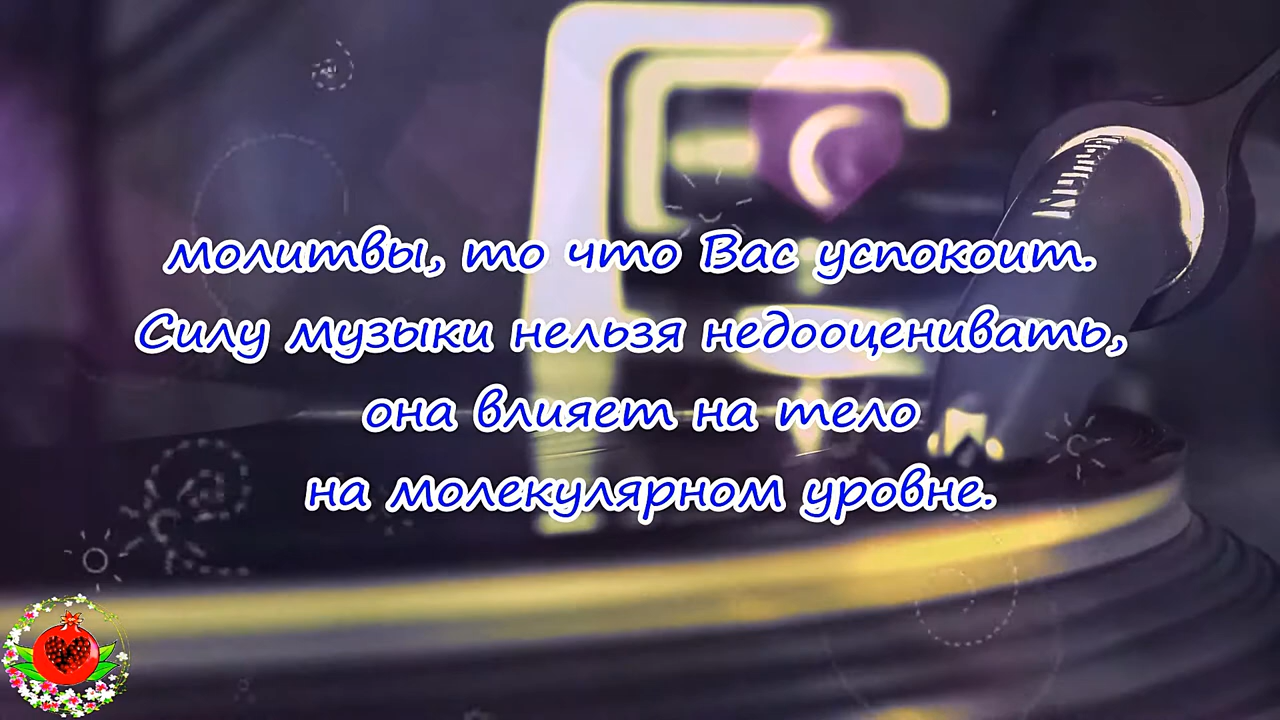 молитвы, то что Вас успокоит.
Силу музыки нельзя недооценивать,
она влияет на тело
на молекулярном уровне.